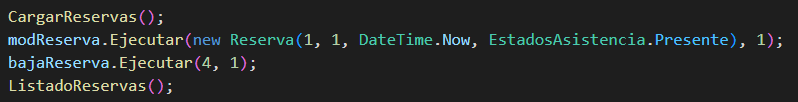 CargarReservas();
modReserva.Ejecutar(new Reserva(1, 1, DateTime.Now, EstadosAsistencia.Presente), 1);
bajaReserva.Ejecutar(4, 1);
ListadoReservas();